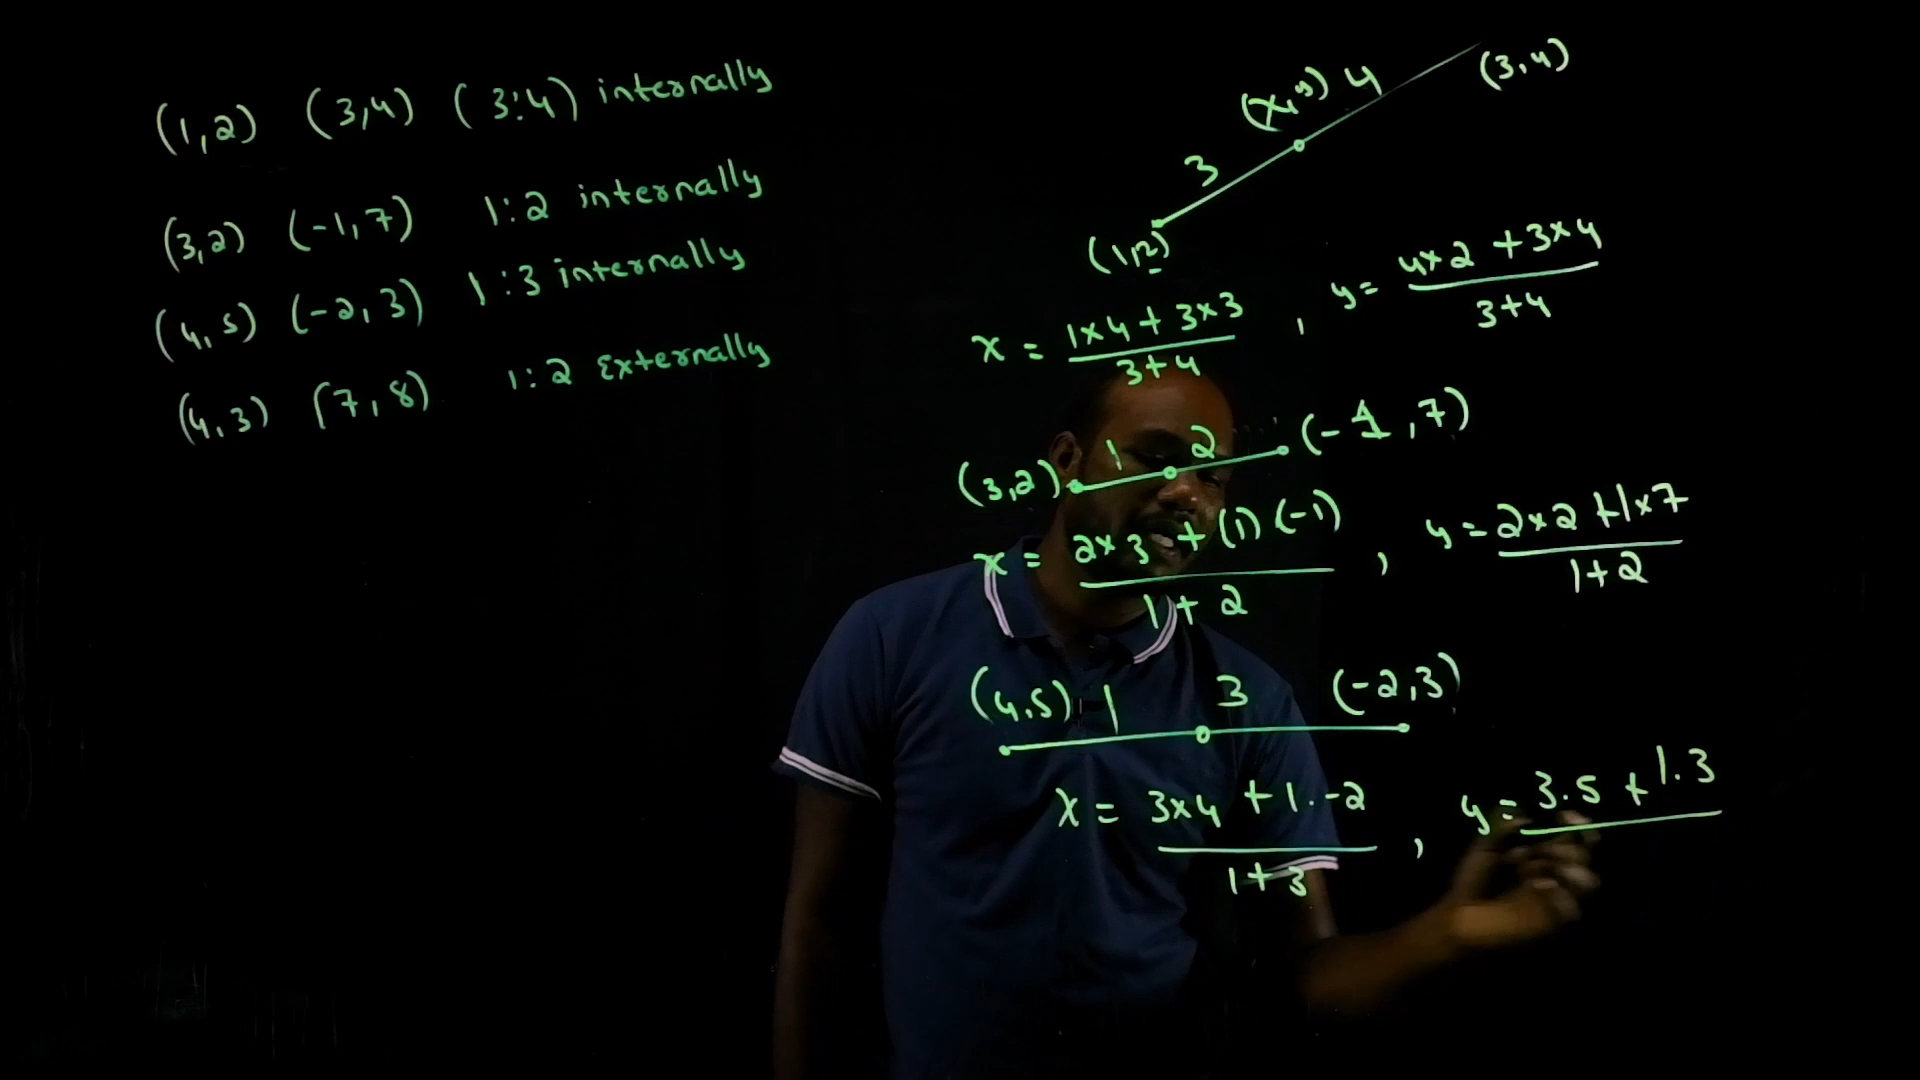 (1,2) (3,4) (3:4) internally
(3,2) (-1,7) 1:2 internally
(4,5) (-2,3) 1:3 internally
(4,3) (7,8) 1:2 Externally
3 (x,y) 4 (3,4)
(1,2)
x = 1×4 + 3×3 / 3+4 , y = 4×2 + 3×4 / 3+4
(3,2) 1 2 (-1,7)
x = 2×3 + (1)(-1) / 1+2 , y = 2×2 + 1×7 / 1+2
(4,5) 1 3 (-2,3)
x = 3×4 + 1.-2 / 1+3 , y = 3.5 + 1.3